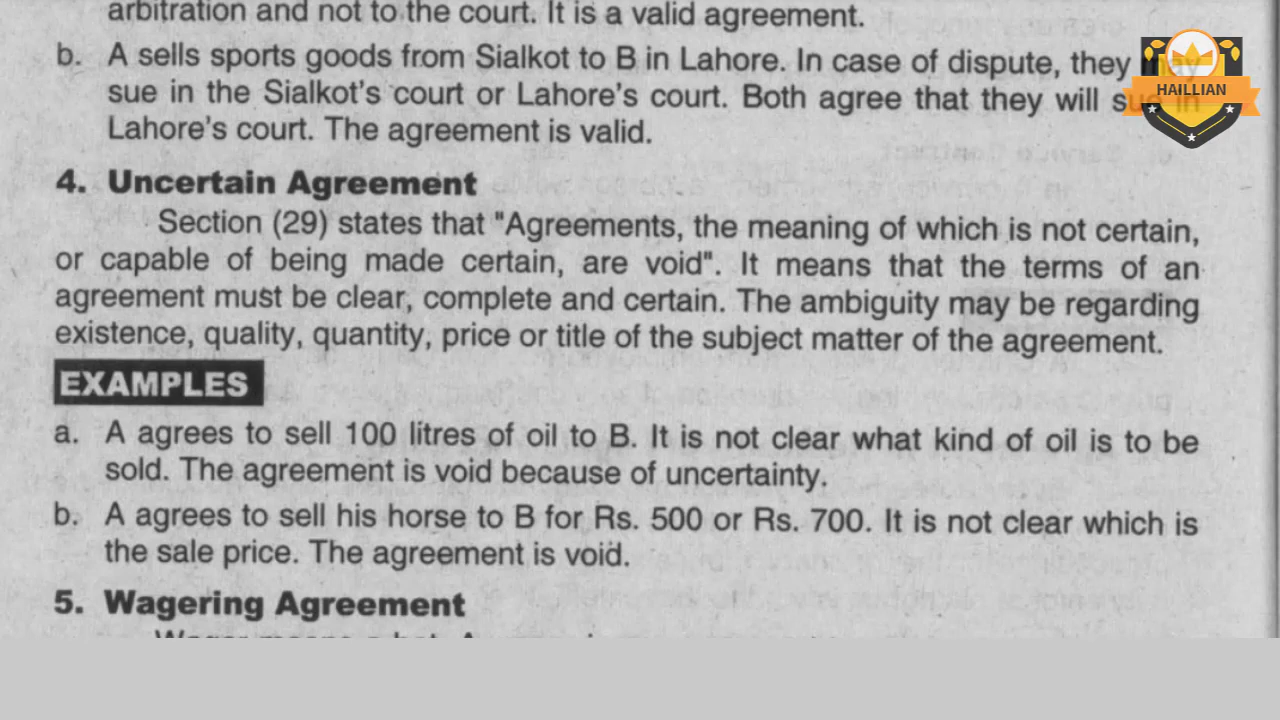 arbitration and not to the court. It is a valid agreement.
b. A sells sports goods from Sialkot to B in Lahore. In case of dispute, they may
sue in the Sialkot's court or Lahore's court. Both agree that they will sue in
Lahore's court. The agreement is valid.
HAILLIAN
4. Uncertain Agreement
Section (29) states that "Agreements, the meaning of which is not certain,
or capable of being made certain, are void". It means that the terms of an
agreement must be clear, complete and certain. The ambiguity may be regarding
existence, quality, quantity, price or title of the subject matter of the agreement.
EXAMPLES
a. A agrees to sell 100 litres of oil to B. It is not clear what kind of oil is to be
sold. The agreement is void because of uncertainty.
b. A agrees to sell his horse to B for Rs. 500 or Rs. 700. It is not clear which is
the sale price. The agreement is void.
5. Wagering Agreement